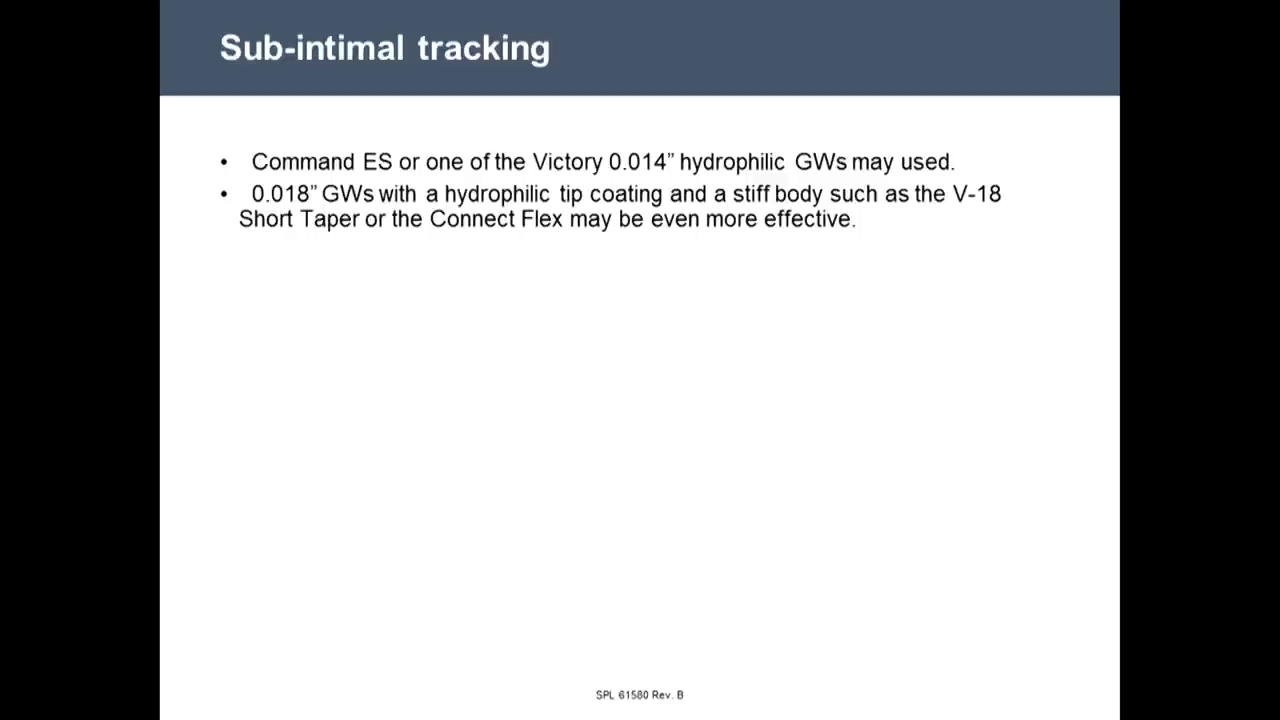 Sub-intimal tracking
• Command ES or one of the Victory 0.014” hydrophilic GWs may used.
• 0.018” GWs with a hydrophilic tip coating and a stiff body such as the V-18
Short Taper or the Connect Flex may be even more effective.
SPL 61580 Rev. B